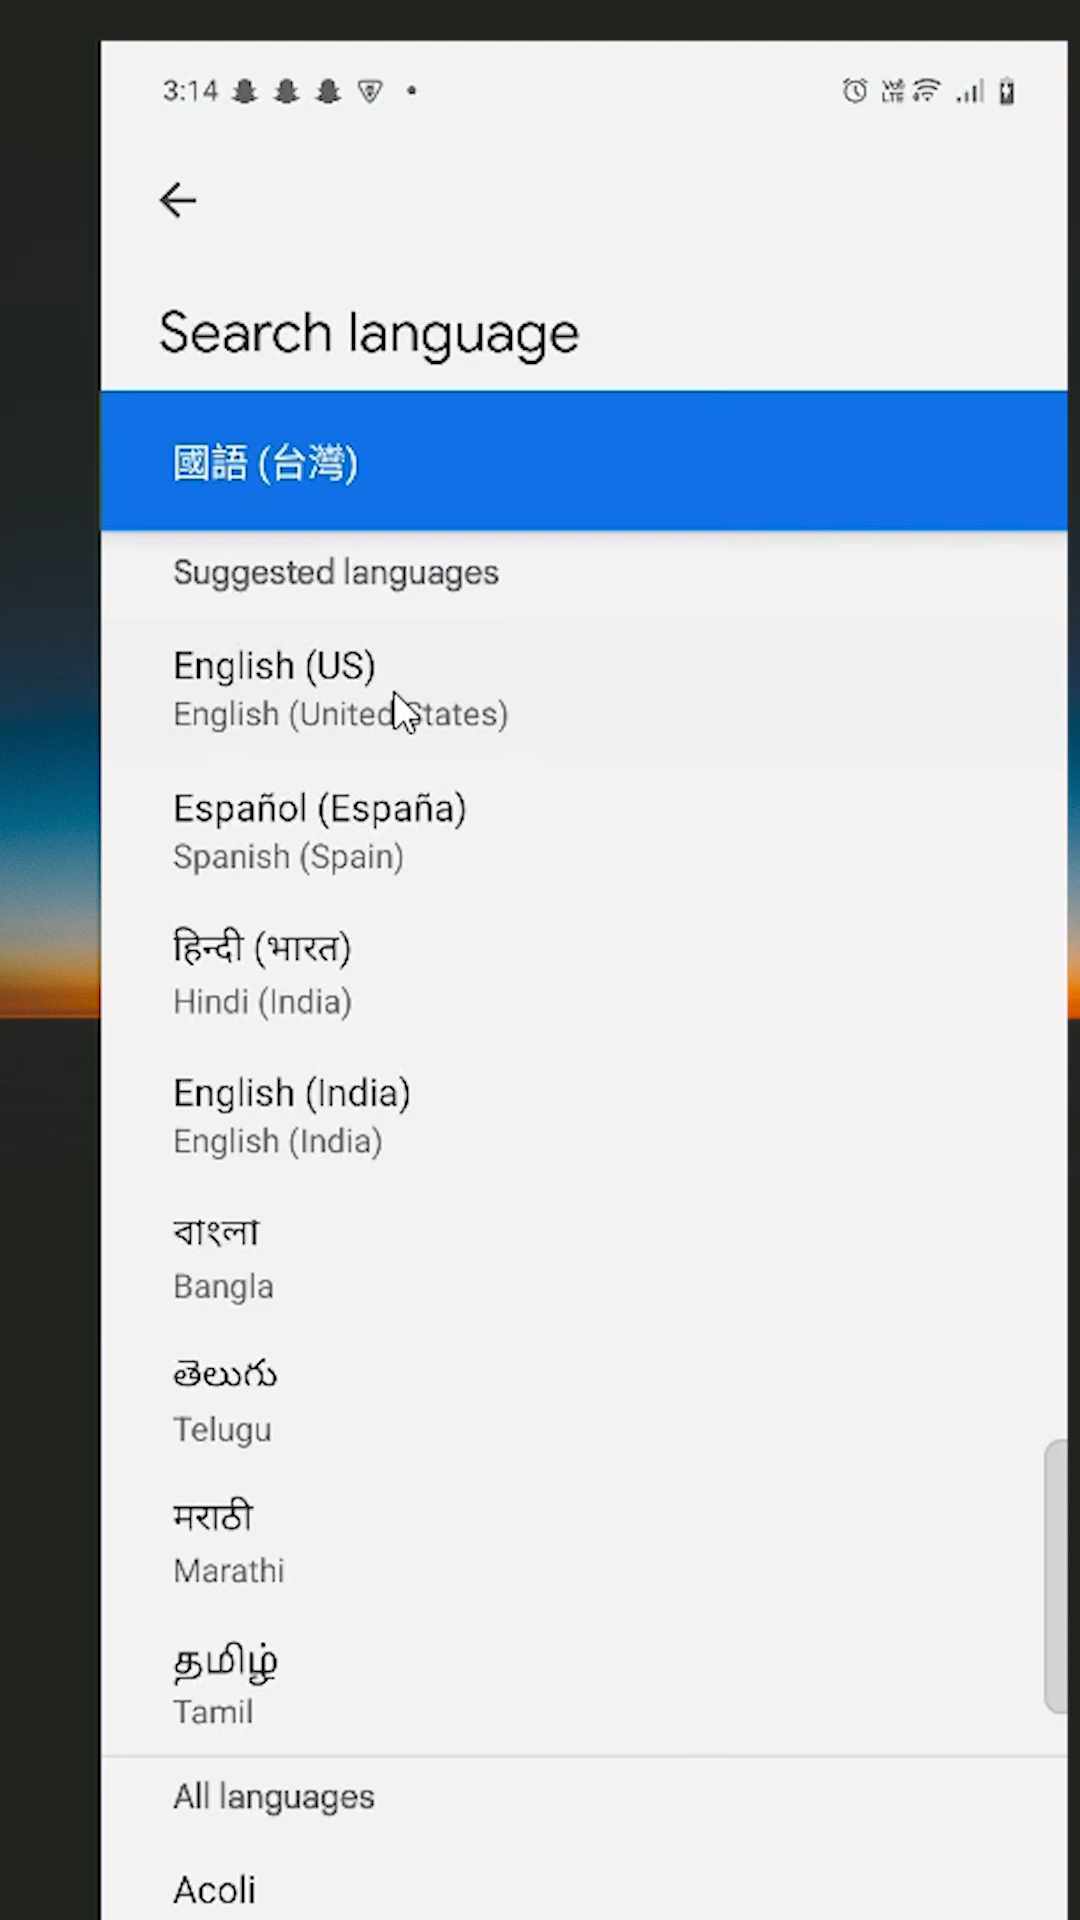 3:14
Search language
國語 (台灣)
Suggested languages
English (US)
English (United States)
Español (España)
Spanish (Spain)
हिन्दी (भारत)
Hindi (India)
English (India)
English (India)
বাংলা
Bangla
తెలుగు
Telugu
मराठी
Marathi
தமிழ்
Tamil
All languages
Acoli